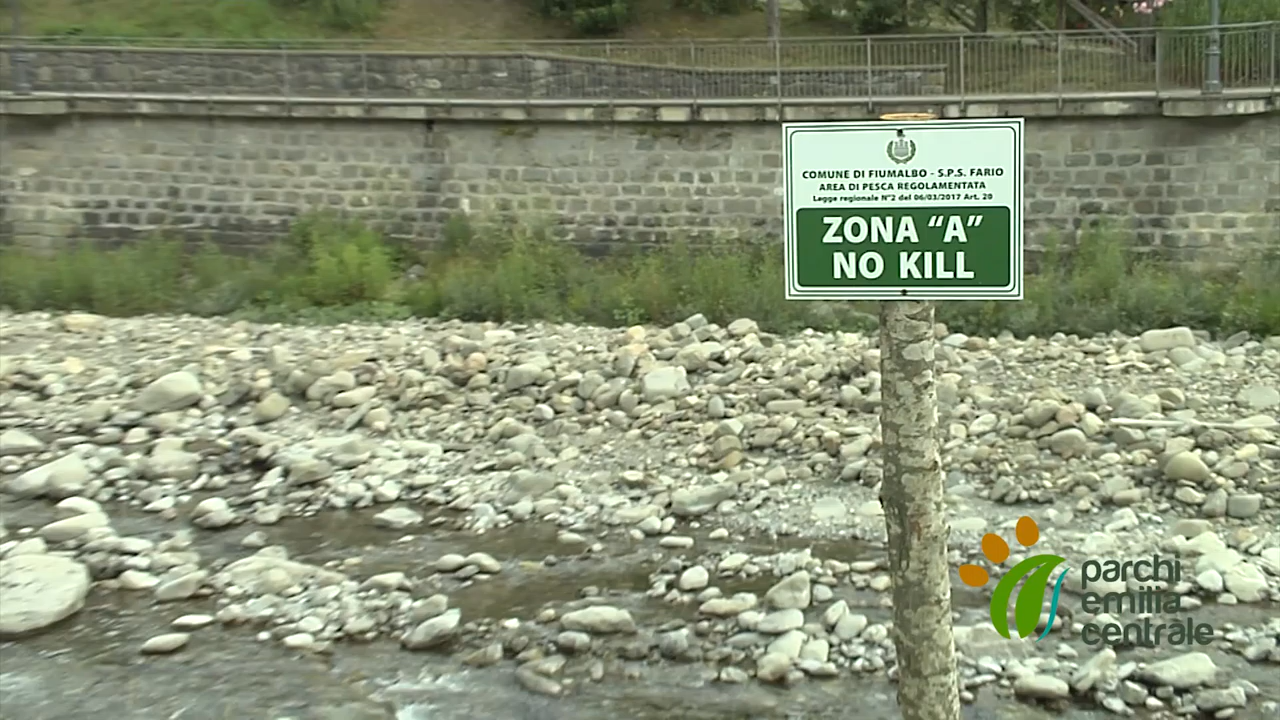 COMUNE DI FIUMALBO - S.P.S. FARIO
AREA DI PESCA REGOLAMENTATA
Legge regionale N°2 del 06/03/2017 Art. 20
ZONA "A"
NO KILL
parchi
emilia
centrale